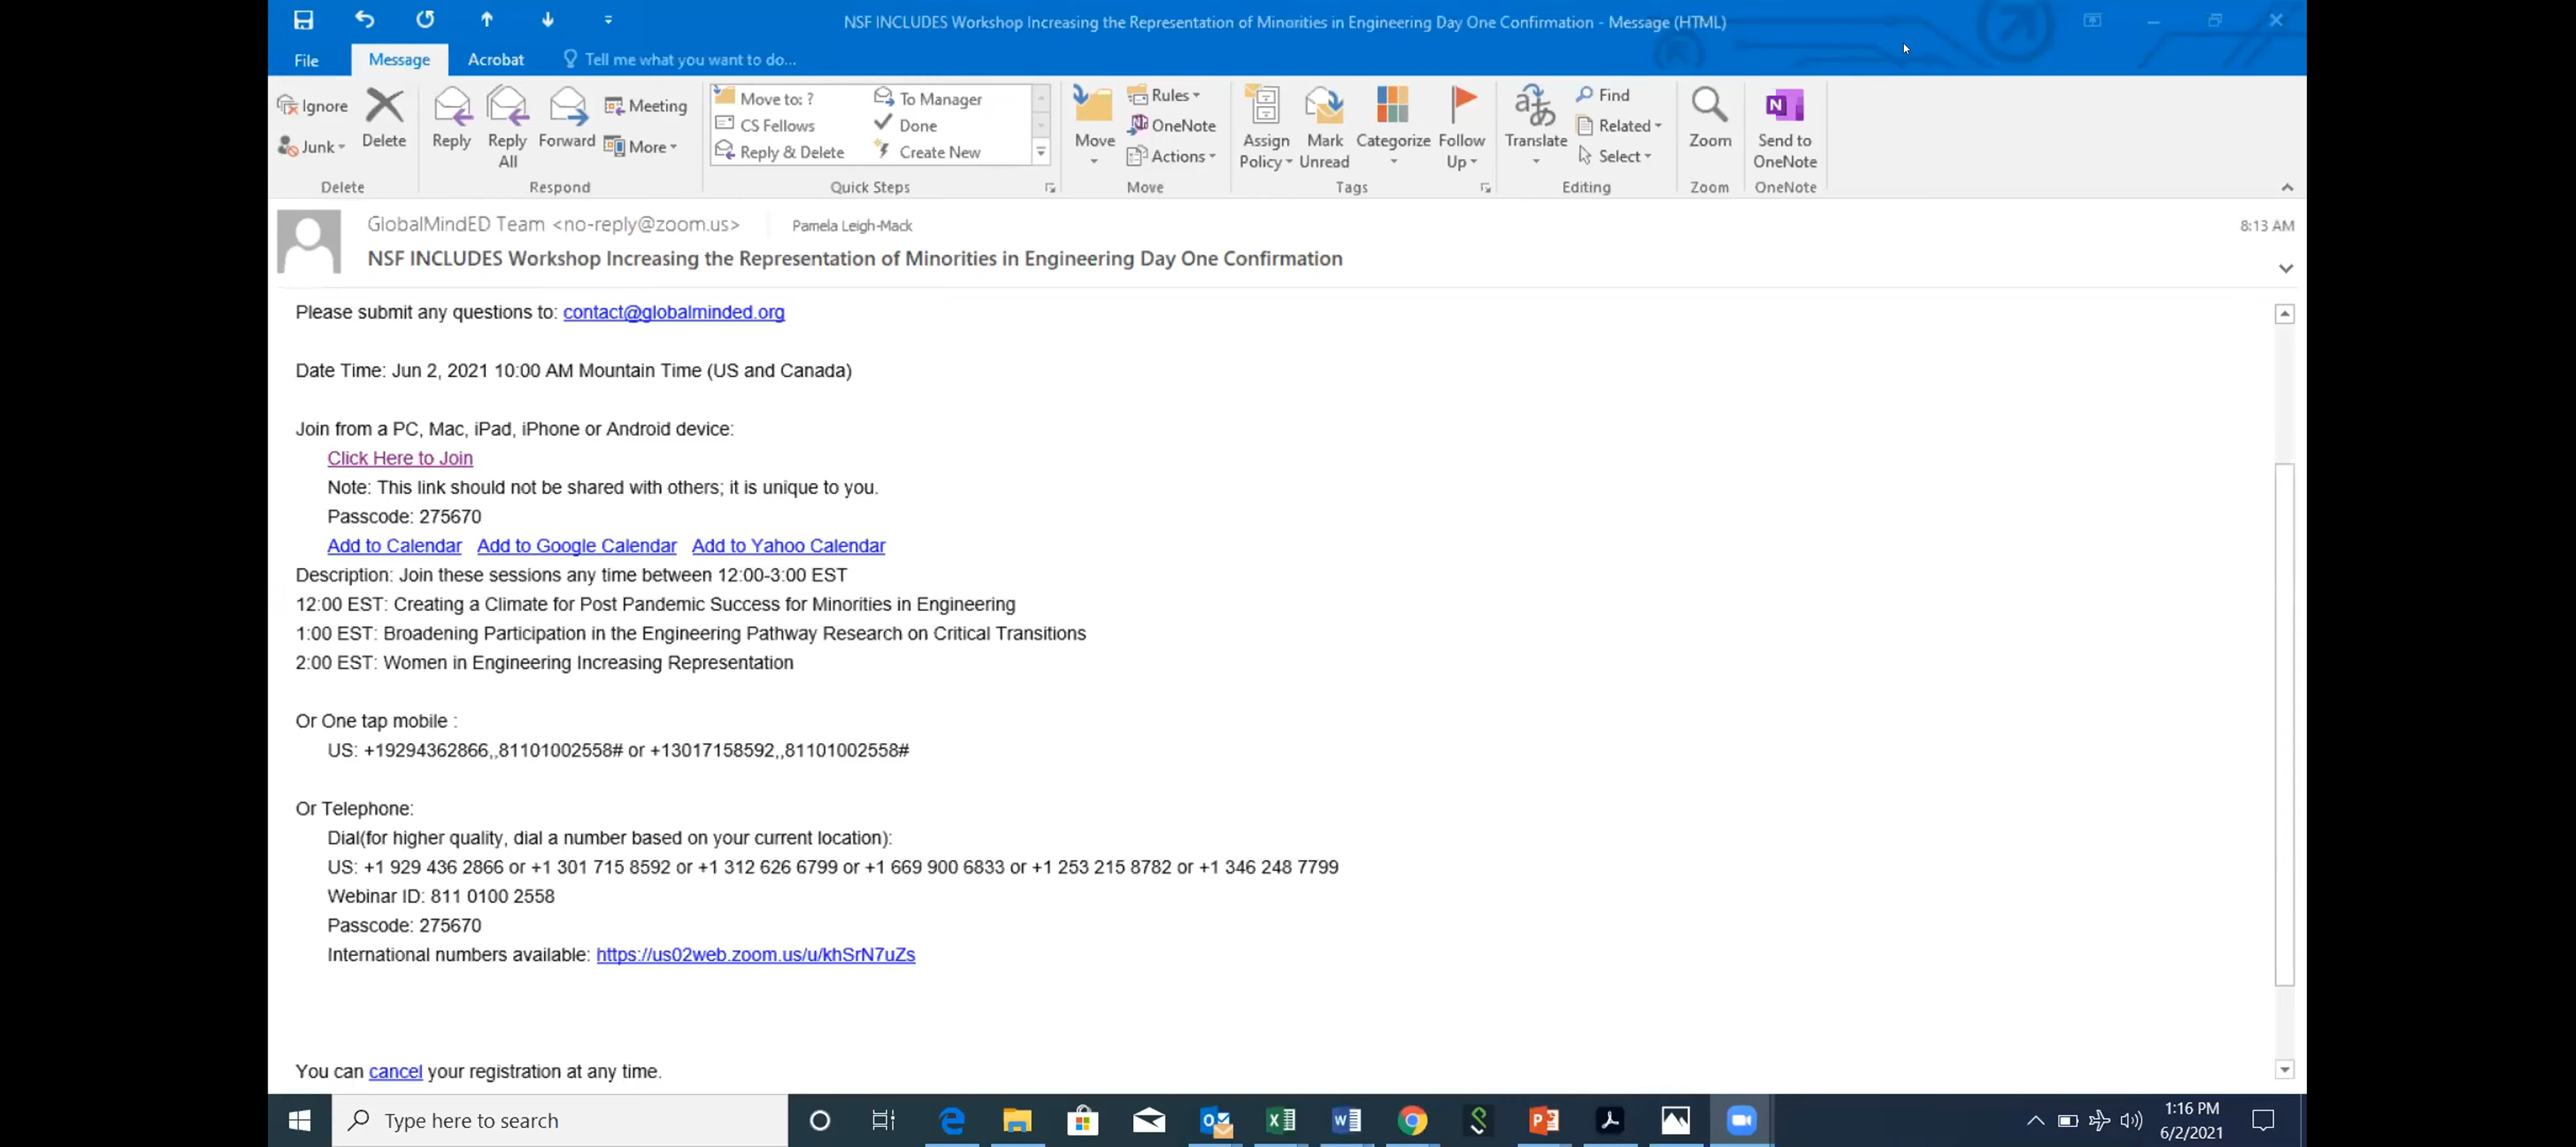 NSF INCLUDES Workshop Increasing the Representation of Minorities in Engineering Day One Confirmation - Message (HTML)
File Message Acrobat Tell me what you want to do...
Ignore
Junk
Delete
Delete
Reply
Reply All
Forward
Meeting
More
Respond
Move to: ? To Manager
CS Fellows Done
Reply & Delete Create New
Quick Steps
Move
Rules
OneNote
Actions
Move
Assign Policy
Mark Unread
Categorize
Follow Up
Tags
Translate
Find
Related
Select
Editing
Zoom
Zoom
Send to OneNote
OneNote
GlobalMindED Team <no-reply@zoom.us> Pamela Leigh-Mack 8:13 AM
NSF INCLUDES Workshop Increasing the Representation of Minorities in Engineering Day One Confirmation
Please submit any questions to: contact@globalminded.org
Date Time: Jun 2, 2021 10:00 AM Mountain Time (US and Canada)
Join from a PC, Mac, iPad, iPhone or Android device:
Click Here to Join
Note: This link should not be shared with others; it is unique to you.
Passcode: 275670
Add to Calendar Add to Google Calendar Add to Yahoo Calendar
Description: Join these sessions any time between 12:00-3:00 EST
12:00 EST: Creating a Climate for Post Pandemic Success for Minorities in Engineering
1:00 EST: Broadening Participation in the Engineering Pathway Research on Critical Transitions
2:00 EST: Women in Engineering Increasing Representation
Or One tap mobile :
US: +19294362866,,81101002558# or +13017158592,,81101002558#
Or Telephone:
Dial(for higher quality, dial a number based on your current location):
US: +1 929 436 2866 or +1 301 715 8592 or +1 312 626 6799 or +1 669 900 6833 or +1 253 215 8782 or +1 346 248 7799
Webinar ID: 811 0100 2558
Passcode: 275670
International numbers available: https://us02web.zoom.us/u/khSrN7uZs
You can cancel your registration at any time.
Type here to search
1:16 PM
6/2/2021